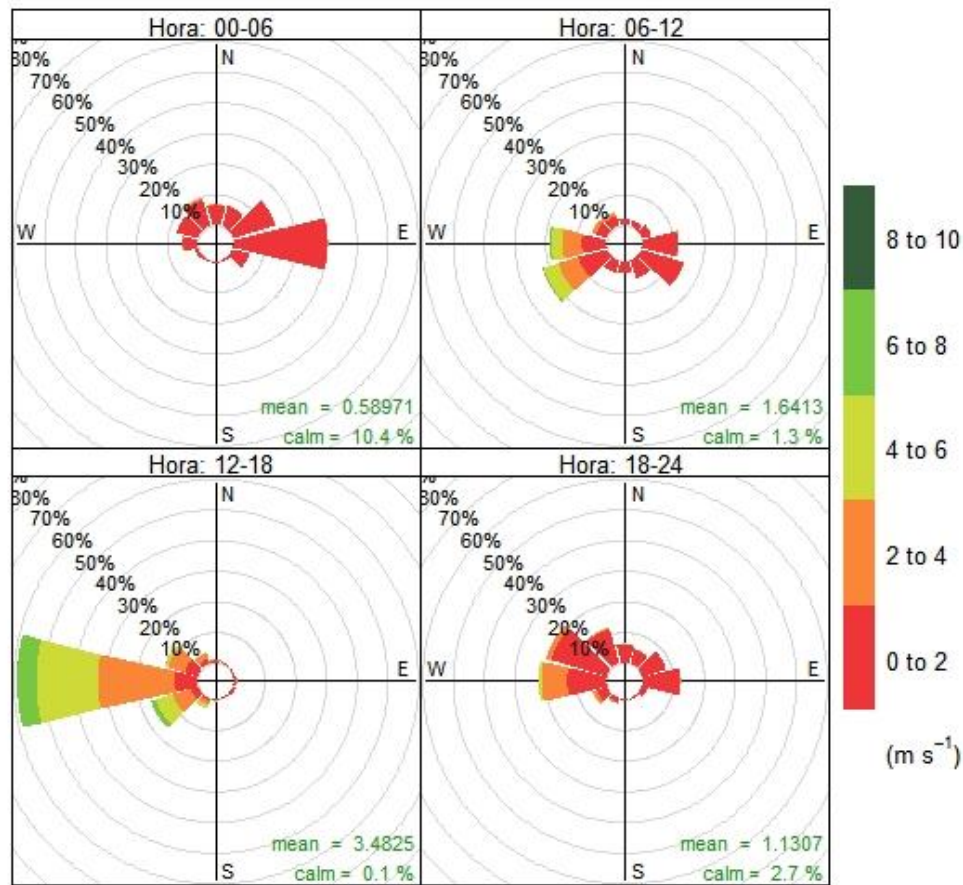 Hora: 00-06
N
80%
70%
60%
50%
40%
30%
20%
10%
W
E
mean = 0.58971
calm = 10.4 %
S
Hora: 06-12
N
80%
70%
60%
50%
40%
30%
20%
10%
W
E
mean = 1.6413
calm = 1.3 %
S
Hora: 12-18
N
80%
70%
60%
50%
40%
30%
20%
10%
W
E
mean = 3.4825
calm = 0.1 %
S
Hora: 18-24
N
80%
70%
60%
50%
40%
30%
20%
10%
W
E
mean = 1.1307
calm = 2.7 %
S
8 to 10
6 to 8
4 to 6
2 to 4
0 to 2
(m s⁻¹)